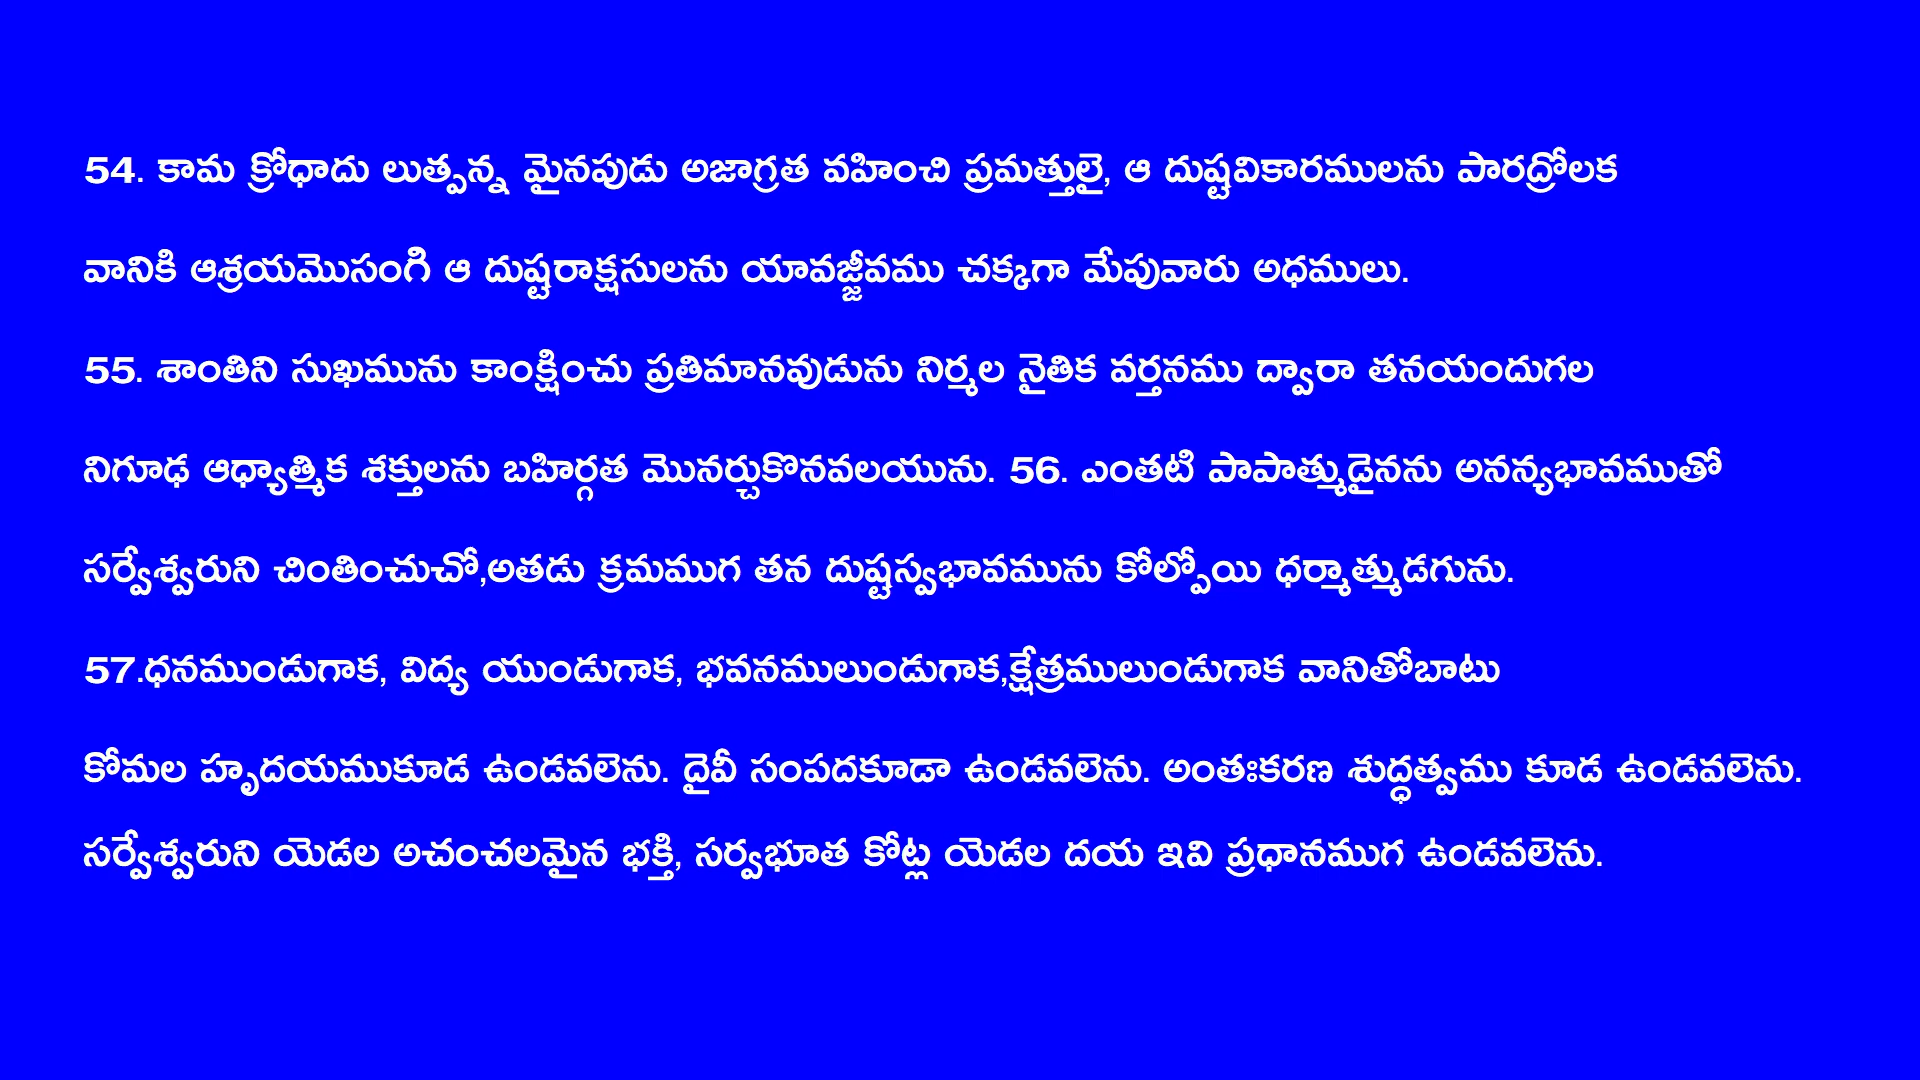 54. కామ క్రోధాదు లుత్పన్న మైనపుడు అజాగ్రత వహించి ప్రమత్తులై, ఆ దుష్టవికారములను పారద్రోలక
వానికి ఆశ్రయమొసంగి ఆ దుష్టరాక్షసులను యావజ్జీవము చక్కగా మేపువారు అధములు.
55. శాంతిని సుఖమును కాంక్షించు ప్రతిమానవుడును నిర్మల నైతిక వర్తనము ద్వారా తనయందుగల
నిగూఢ ఆధ్యాత్మిక శక్తులను బహిర్గత మొనర్చుకొనవలయును. 56. ఎంతటి పాపాత్ముడైనను అనన్యభావముతో
సర్వేశ్వరుని చింతించుచో,అతడు క్రమముగ తన దుష్టస్వభావమును కోల్పోయి ధర్మాత్ముడగును.
57.ధనముండుగాక, విద్య యుండుగాక, భవనములుండుగాక,క్షేత్రములుండుగాక వానితోబాటు
కోమల హృదయముకూడ ఉండవలెను. దైవీ సంపదకూడా ఉండవలెను. అంతఃకరణ శుద్ధత్వము కూడ ఉండవలెను.
సర్వేశ్వరుని యెడల అచంచలమైన భక్తి, సర్వభూత కోట్ల యెడల దయ ఇవి ప్రధానముగ ఉండవలెను.